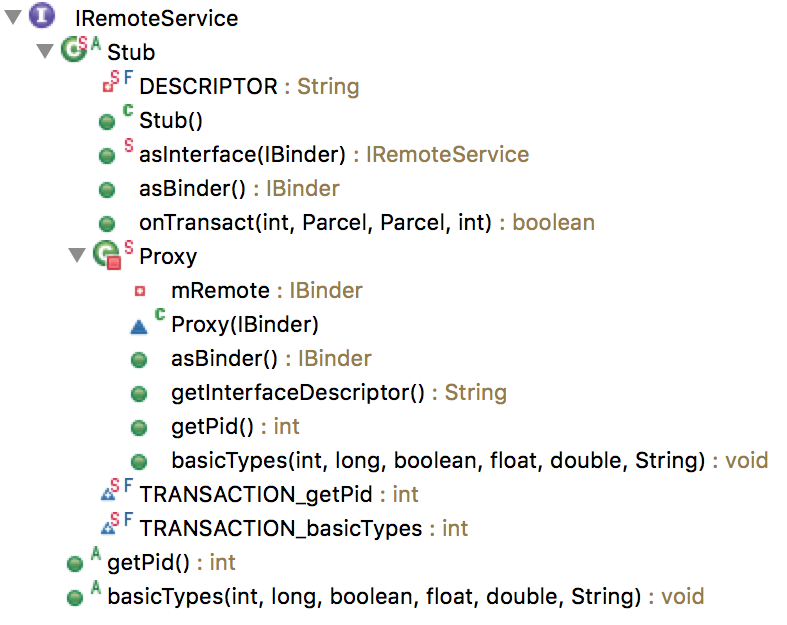 I IRemoteService
C S A Stub
S F DESCRIPTOR : String
C Stub()
S asInterface(IBinder) : IRemoteService
asBinder() : IBinder
onTransact(int, Parcel, Parcel, int) : boolean
C S Proxy
mRemote : IBinder
C Proxy(IBinder)
asBinder() : IBinder
getInterfaceDescriptor() : String
getPid() : int
basicTypes(int, long, boolean, float, double, String) : void
S F TRANSACTION_getPid : int
S F TRANSACTION_basicTypes : int
A getPid() : int
A basicTypes(int, long, boolean, float, double, String) : void